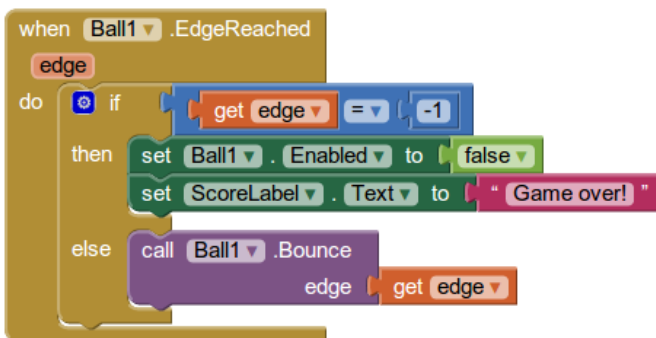 when Ball1 .EdgeReached
edge
do if get edge = -1
then set Ball1 . Enabled to false
set ScoreLabel . Text to " Game over! "
else call Ball1 .Bounce
edge get edge